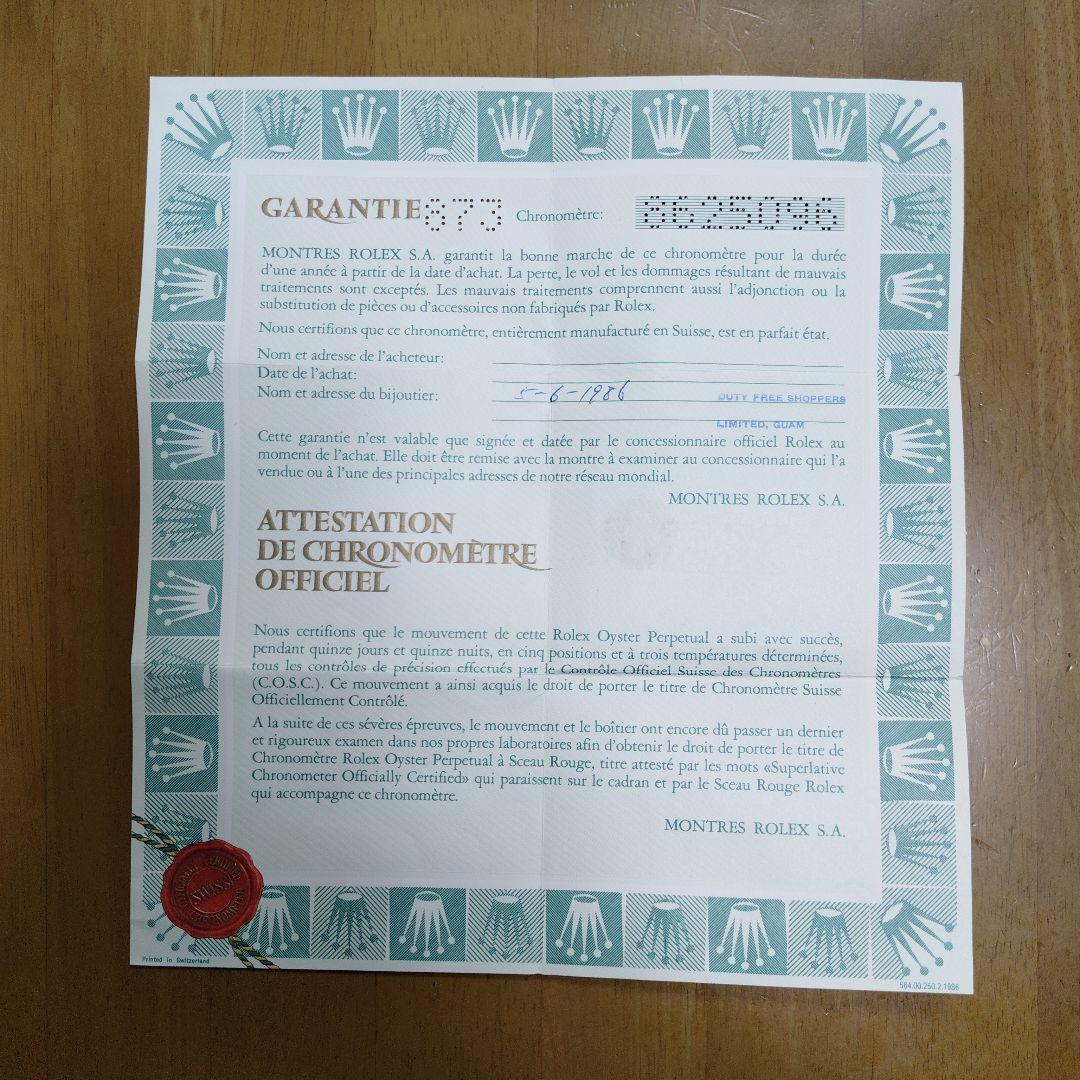 GARANTIE 873 Chronomètre: 8625096
MONTRES ROLEX S.A. garantit la bonne marche de ce chronomètre pour la durée
d'une année à partir de la date d'achat. La perte, le vol et les dommages résultant de mauvais
traitements sont exceptés. Les mauvais traitements comprennent aussi l'adjonction ou la
substitution de pièces ou d'accessoires non fabriqués par Rolex.
Nous certifions que ce chronomètre, entièrement manufacturé en Suisse, est en parfait état.
Nom et adresse de l'acheteur:
Date de l'achat:
Nom et adresse du bijoutier: 5-6-1986 DUTY FREE SHOPPERS
LIMITED, GUAM
Cette garantie n'est valable que signée et datée par le concessionnaire officiel Rolex au
moment de l'achat. Elle doit être remise avec la montre à examiner au concessionnaire qui l'a
vendue ou à l'une des principales adresses de notre réseau mondial.
MONTRES ROLEX S.A.
ATTESTATION
DE CHRONOMÈTRE
OFFICIEL
Nous certifions que le mouvement de cette Rolex Oyster Perpetual a subi avec succès,
pendant quinze jours et quinze nuits, en cinq positions et à trois températures déterminées,
tous les contrôles de précision effectués par le Contrôle Officiel Suisse des Chronomètres
(C.O.S.C.). Ce mouvement a ainsi acquis le droit de porter le titre de Chronomètre Suisse
Officiellement Contrôlé.
A la suite de ces sévères épreuves, le mouvement et le boîtier ont encore dû passer un dernier
et rigoureux examen dans nos propres laboratoires afin d'obtenir le droit de porter le titre de
Chronomètre Rolex Oyster Perpetual à Sceau Rouge, titre attesté par les mots «Superlative
Chronometer Officially Certified» qui paraissent sur le cadran et par le Sceau Rouge Rolex
qui accompagne ce chronomètre.
MONTRES ROLEX S.A.
SWISS
CHRONOMETER
Printed in Switzerland
564.00.250.2.1986